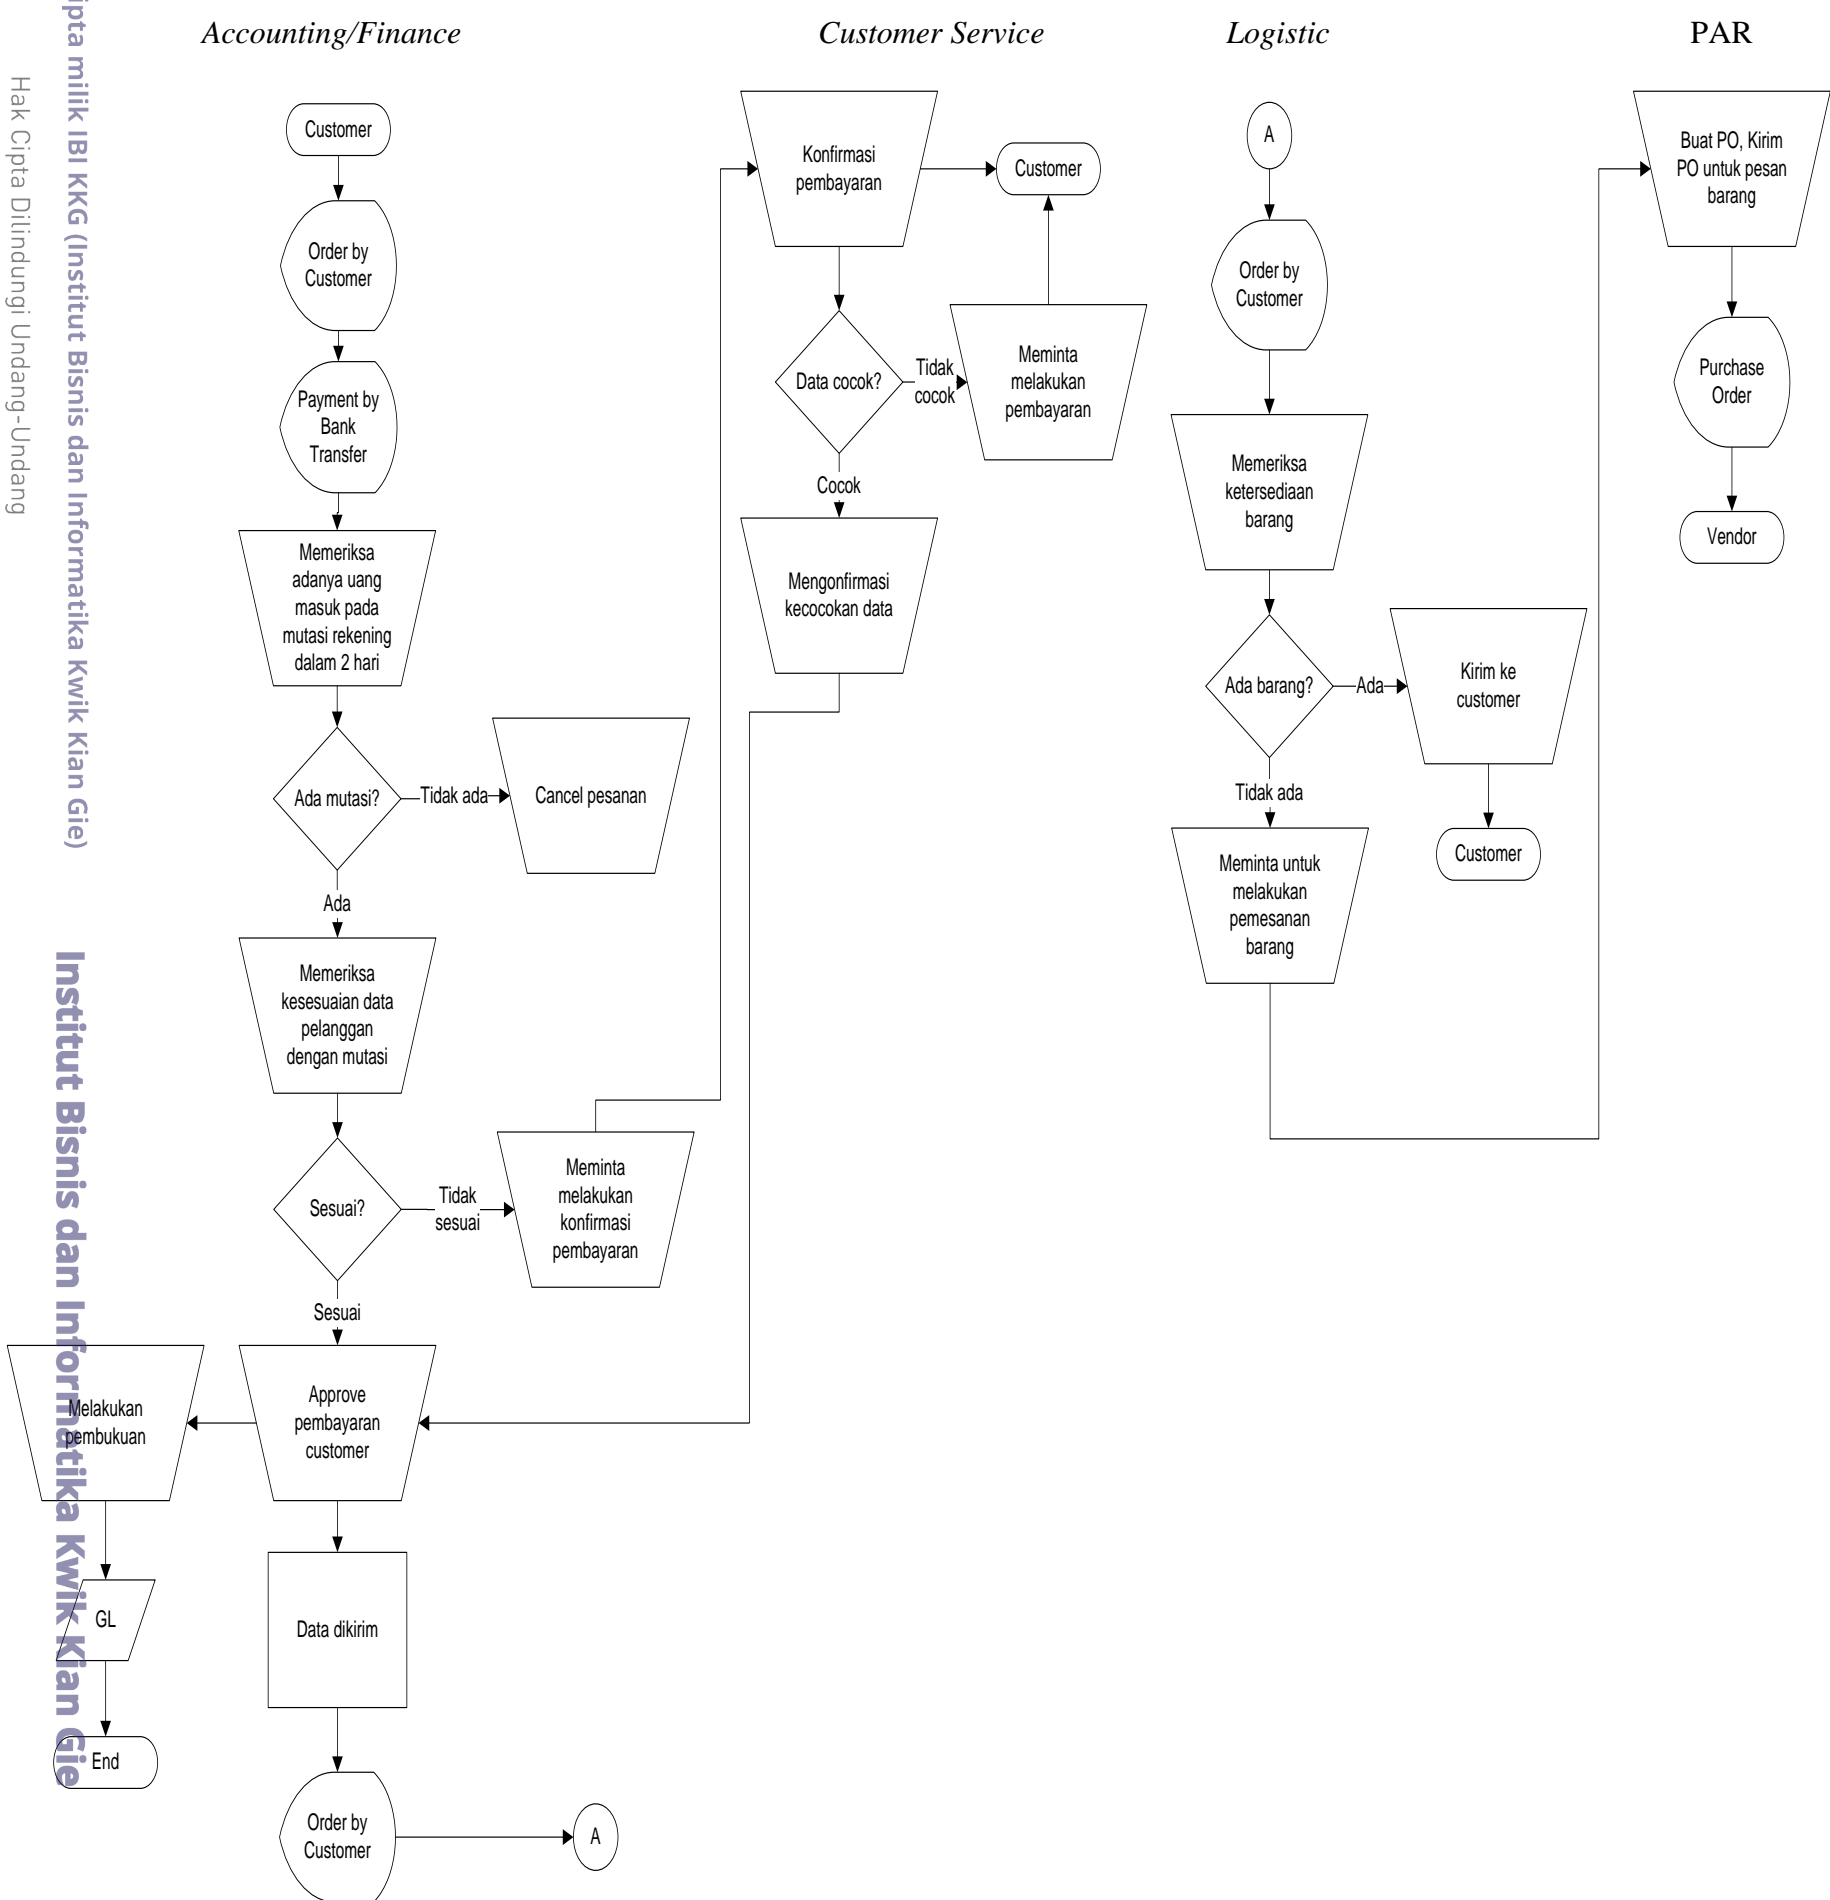 Accounting/Finance
Customer Service
Logistic
PAR
Customer
Order by
Customer
Payment by
Bank
Transfer
Memeriksa
adanya uang
masuk pada
mutasi rekening
dalam 2 hari
Ada mutasi?
Tidak ada
Cancel pesanan
Ada
Memeriksa
kesesuaian data
pelanggan
dengan mutasi
Sesuai?
Tidak
sesuai
Meminta
melakukan
konfirmasi
pembayaran
Sesuai
Approve
pembayaran
customer
Melakukan
pembukuan
GL
End
Data dikirim
Order by
Customer
A
Konfirmasi
pembayaran
Customer
Data cocok?
Tidak
cocok
Meminta
melakukan
pembayaran
Cocok
Mengonfirmasi
kecocokan data
A
Order by
Customer
Memeriksa
ketersediaan
barang
Ada barang?
Ada
Kirim ke
customer
Customer
Tidak ada
Meminta untuk
melakukan
pemesanan
barang
Buat PO, Kirim
PO untuk pesan
barang
Purchase
Order
Vendor
ipta milik IBI KKG (Institut Bisnis dan Informatika Kwik Kian Gie)
Hak Cipta Dilindungi Undang-Undang
Institut Bisnis dan Informatika Kwik Kian Gie